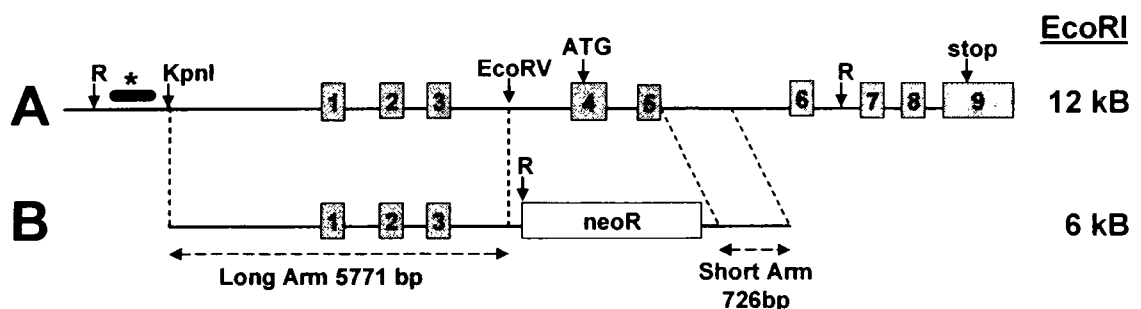 EcoRI
R * KpnI EcoRV ATG R stop
A 1 2 3 4 5 6 7 8 9 12 kB
R
B 1 2 3 neoR 6 kB
Long Arm 5771 bp
Short Arm
726bp